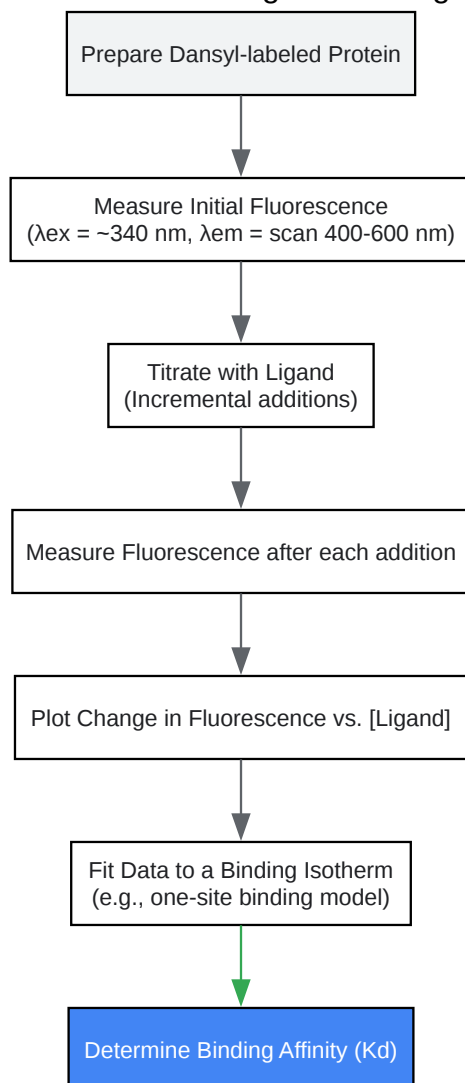 Prepare Dansyl-labeled Protein
Measure Initial Fluorescence
(λex = ~340 nm, λem = scan 400-600 nm)
Titrate with Ligand
(Incremental additions)
Measure Fluorescence after each addition
Plot Change in Fluorescence vs. [Ligand]
Fit Data to a Binding Isotherm
(e.g., one-site binding model)
Determine Binding Affinity (Kd)